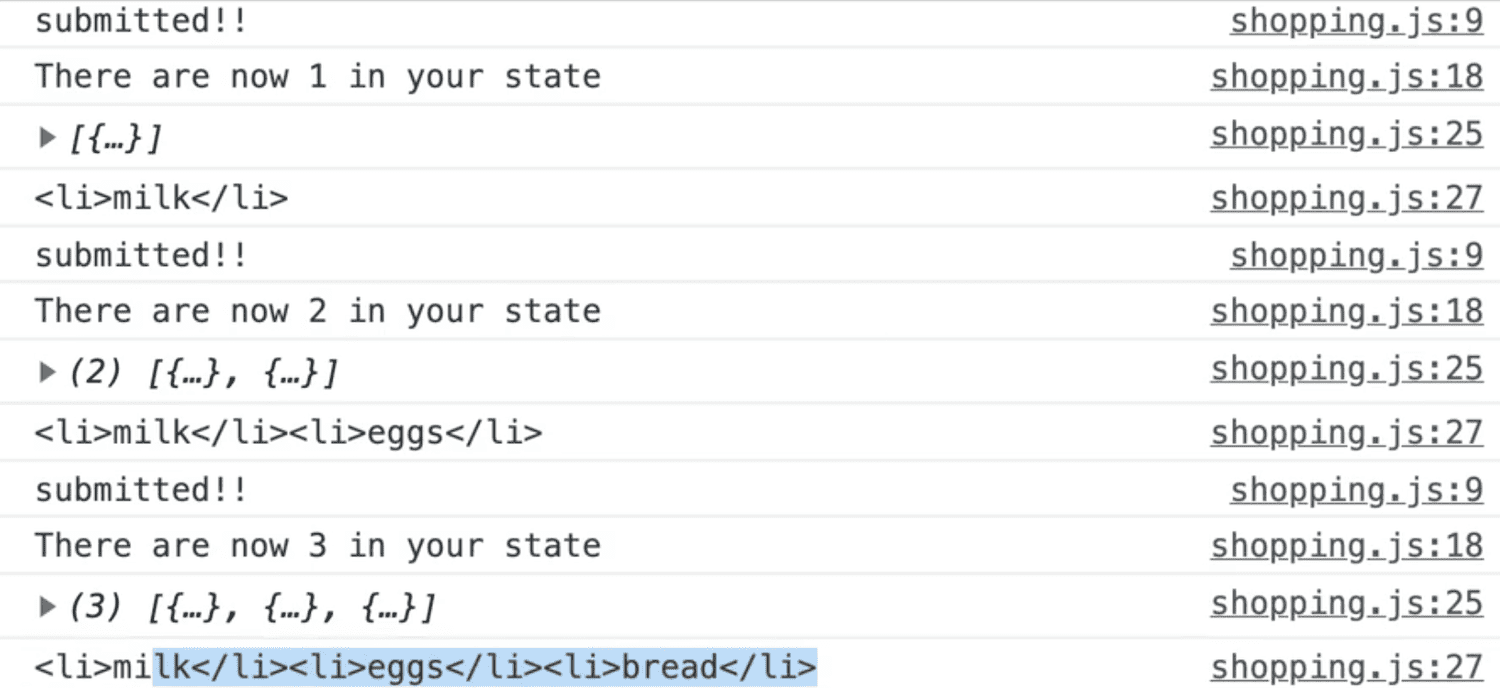 submitted!! shopping.js:9
There are now 1 in your state shopping.js:18
▶ [{…}] shopping.js:25
<li>milk</li> shopping.js:27
submitted!! shopping.js:9
There are now 2 in your state shopping.js:18
▶ (2) [{…}, {…}] shopping.js:25
<li>milk</li><li>eggs</li> shopping.js:27
submitted!! shopping.js:9
There are now 3 in your state shopping.js:18
▶ (3) [{…}, {…}, {…}] shopping.js:25
<li>milk</li><li>eggs</li><li>bread</li> shopping.js:27